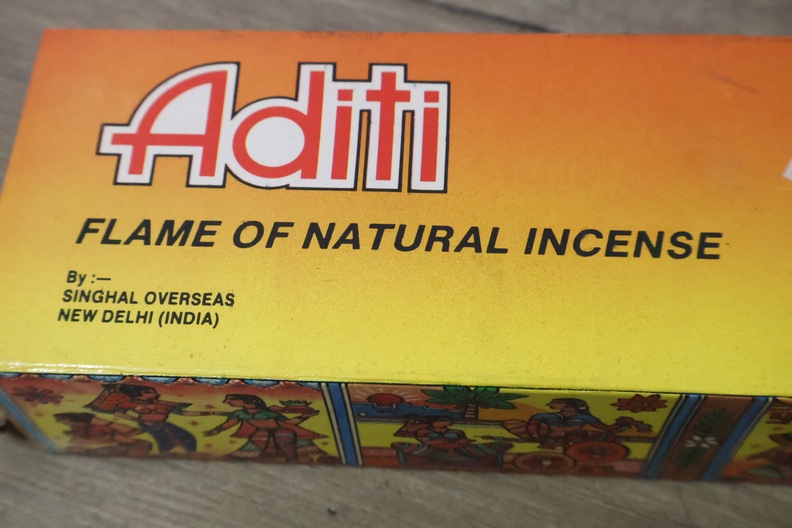 Aditi
FLAME OF NATURAL INCENSE
By :—
SINGHAL OVERSEAS
NEW DELHI (INDIA)